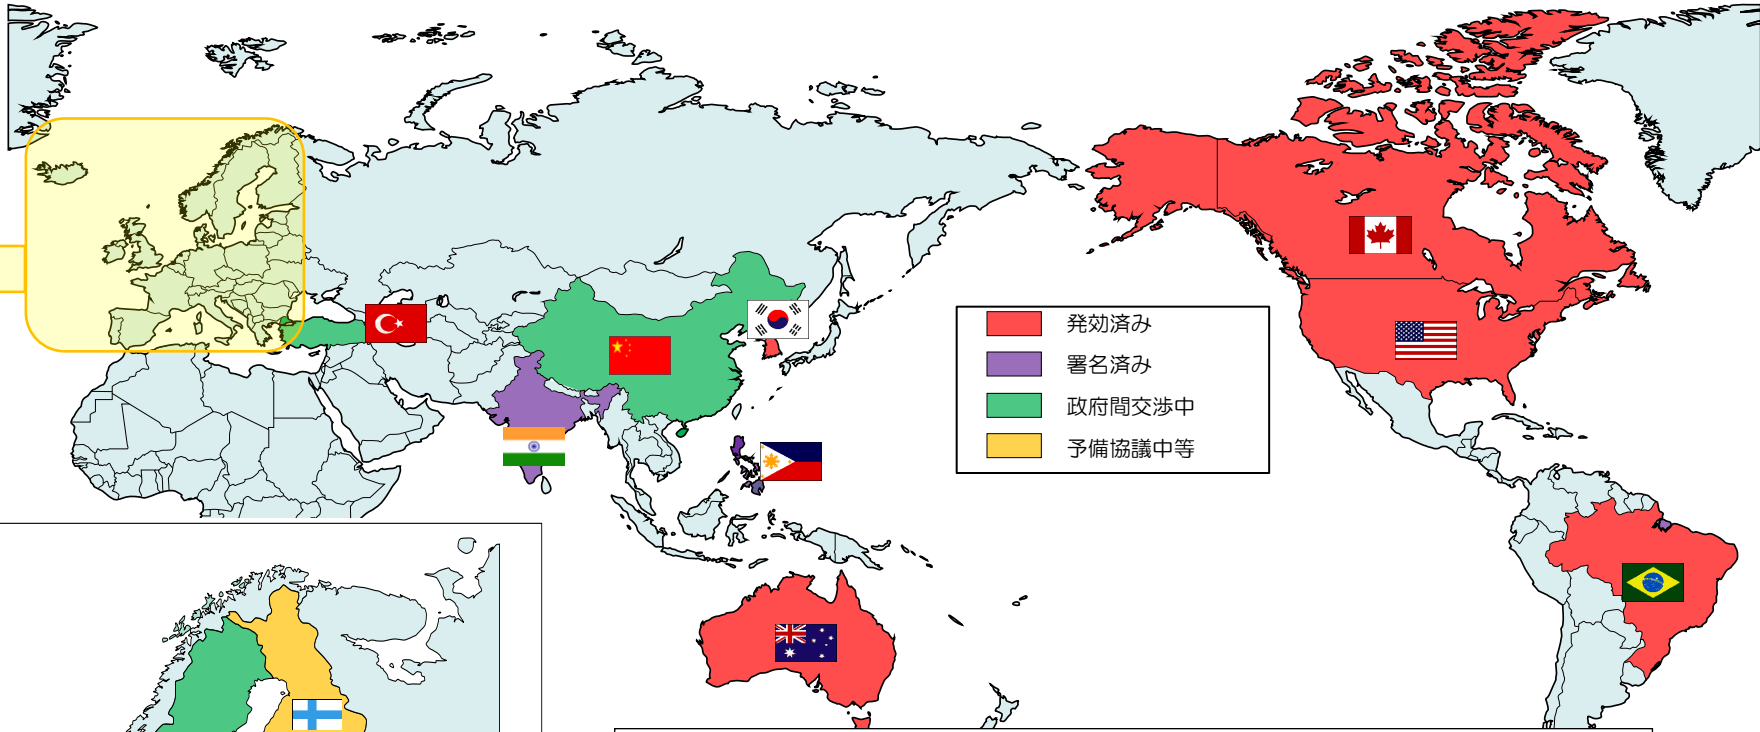 発効済み
署名済み
政府間交渉中
予備協議中等